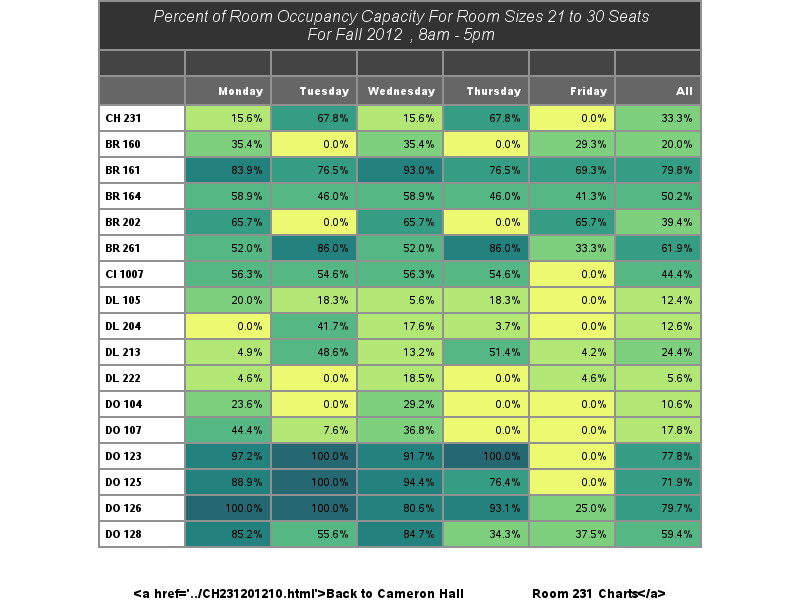 Percent of Room Occupancy Capacity For Room Sizes 21 to 30 Seats
For Fall 2012 , 8am - 5pm
Monday Tuesday Wednesday Thursday Friday All
CH 231 15.6% 67.8% 15.6% 67.8% 0.0% 33.3%
BR 160 35.4% 0.0% 35.4% 0.0% 29.3% 20.0%
BR 161 83.9% 76.5% 93.0% 76.5% 69.3% 79.8%
BR 164 58.9% 46.0% 58.9% 46.0% 41.3% 50.2%
BR 202 65.7% 0.0% 65.7% 0.0% 65.7% 39.4%
BR 261 52.0% 86.0% 52.0% 86.0% 33.3% 61.9%
CI 1007 56.3% 54.6% 56.3% 54.6% 0.0% 44.4%
DL 105 20.0% 18.3% 5.6% 18.3% 0.0% 12.4%
DL 204 0.0% 41.7% 17.6% 3.7% 0.0% 12.6%
DL 213 4.9% 48.6% 13.2% 51.4% 4.2% 24.4%
DL 222 4.6% 0.0% 18.5% 0.0% 4.6% 5.6%
DO 104 23.6% 0.0% 29.2% 0.0% 0.0% 10.6%
DO 107 44.4% 7.6% 36.8% 0.0% 0.0% 17.8%
DO 123 97.2% 100.0% 91.7% 100.0% 0.0% 77.8%
DO 125 88.9% 100.0% 94.4% 76.4% 0.0% 71.9%
DO 126 100.0% 100.0% 80.6% 93.1% 25.0% 79.7%
DO 128 85.2% 55.6% 84.7% 34.3% 37.5% 59.4%
<a href='../CH231201210.html'>Back to Cameron Hall Room 231 Charts</a>